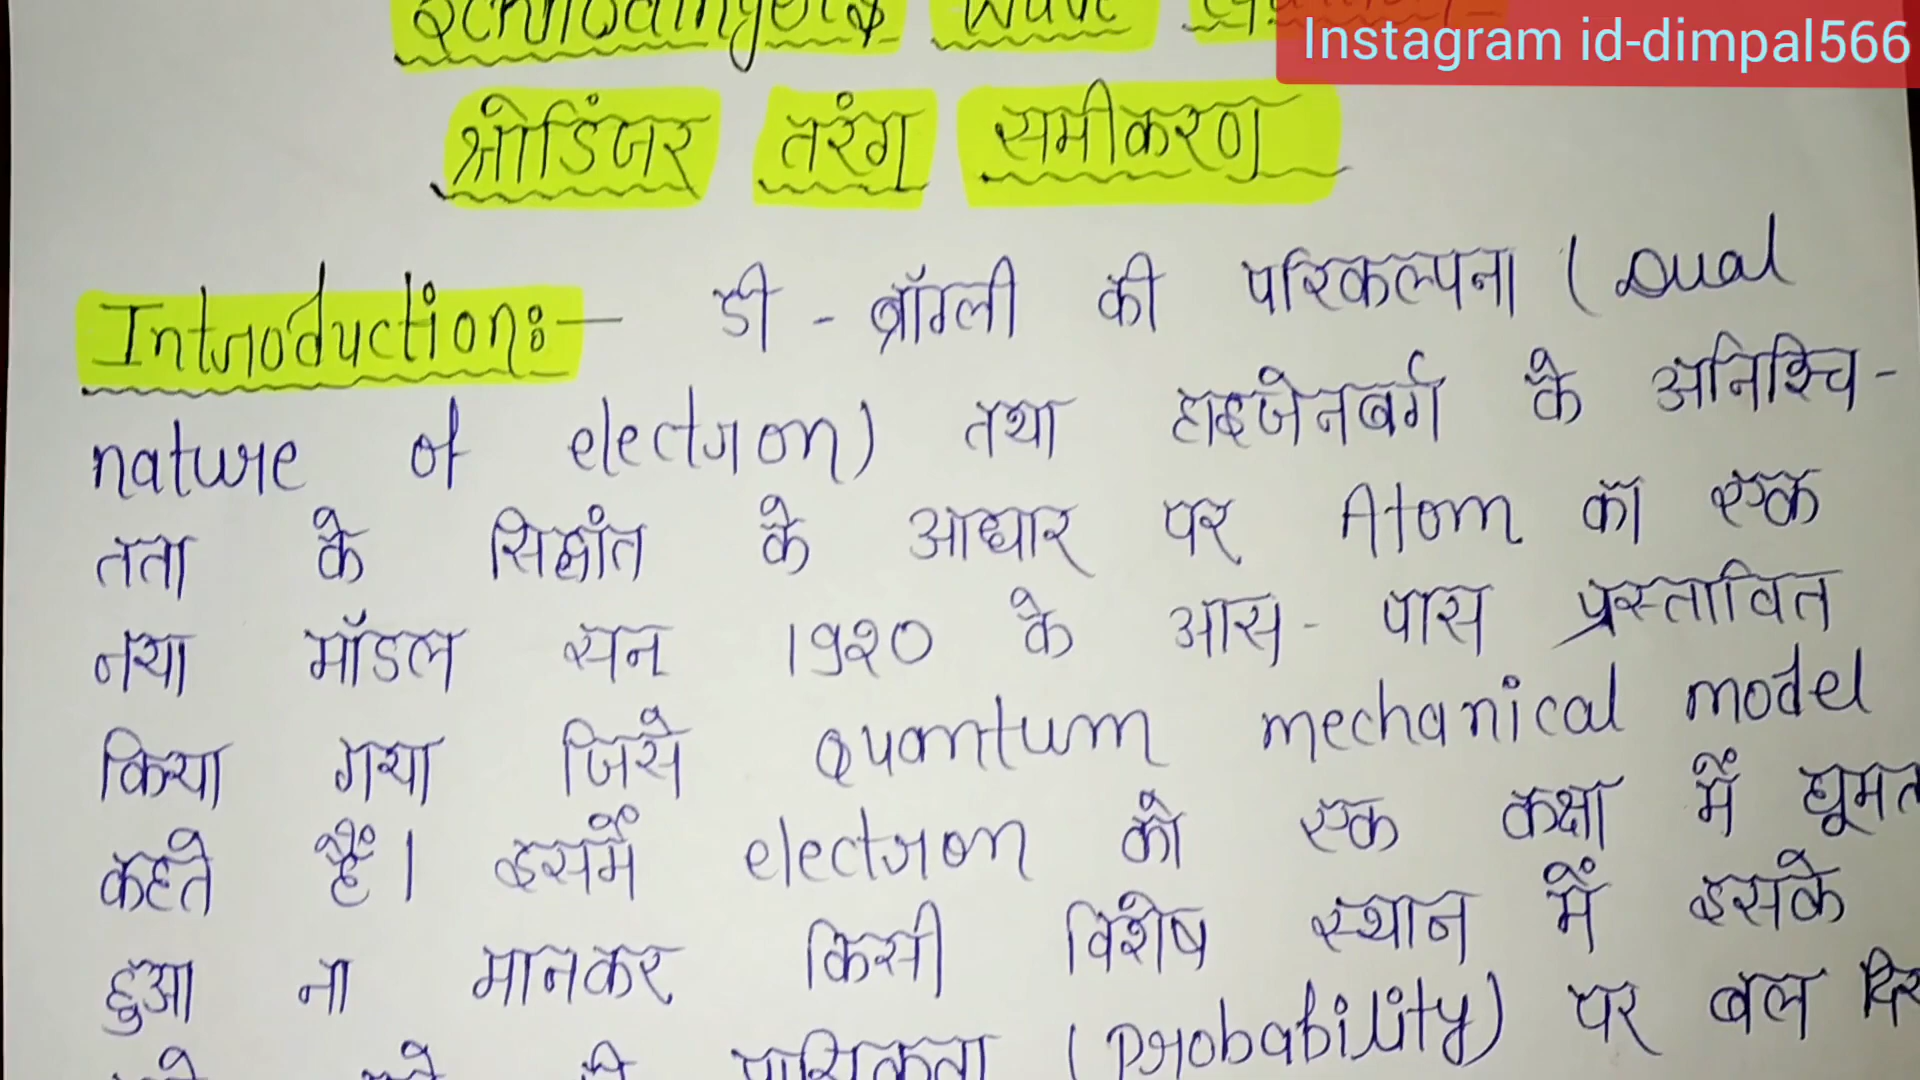 Schrodinger's wave
Instagram id-dimpal566
श्रोडिंजर तरंग समीकरण
Introduction:- डी - ब्रॉग्ली की परिकल्पना ( Dual
nature of electron) तथा हाइजेनबर्ग के अनिश्चि-
तता के सिद्धांत के आधार पर Atom का एक
नया मॉडल सन 1920 के आस - पास प्रस्तावित
किया गया जिसे Quantum mechanical model
कहते हैं। इसमें electron को एक कक्षा में घूमत
हुआ ना मानकर किसी विशेष स्थान में इसके
(Probability) पर बल